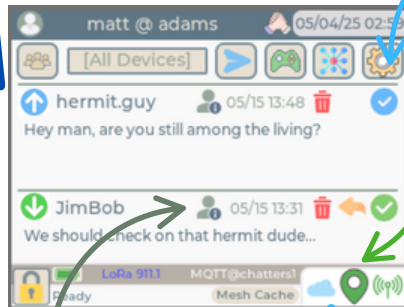 matt @ adams 05/04/25 02:59
[All Devices]
hermit.guy 05/15 13:48
Hey man, are you still among the living?
JimBob 05/15 13:31
We should check on that hermit dude...
LoRa 911.1 MQTT@chatters1
Ready Mesh Cache